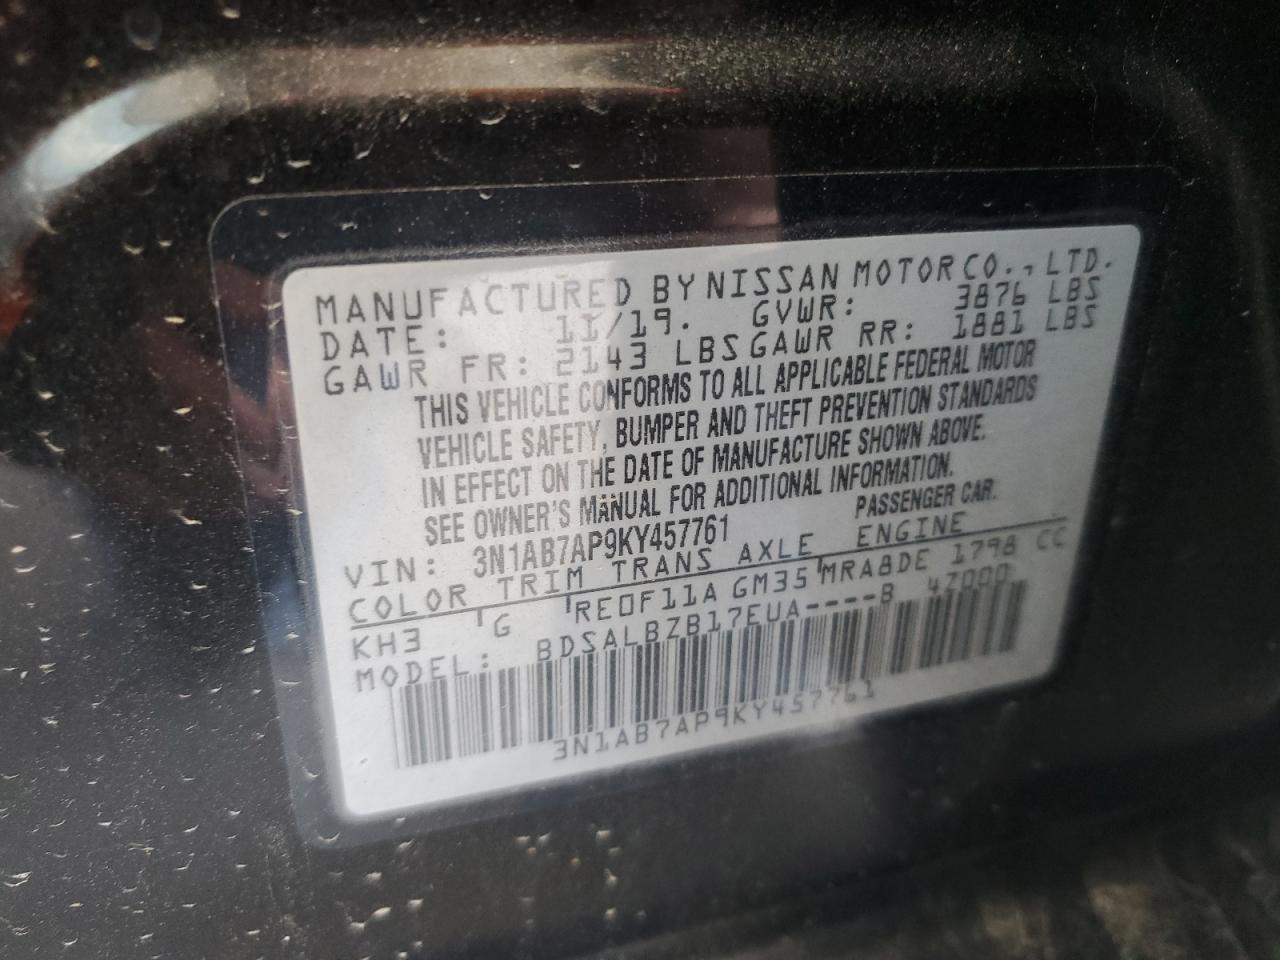 MANUFACTURED BY NISSAN MOTOR CO., LTD.
DATE: 11/19. GVWR: 3876 LBS
GAWR FR: 2143 LBS GAWR RR: 1881 LBS
THIS VEHICLE CONFORMS TO ALL APPLICABLE FEDERAL MOTOR
VEHICLE SAFETY, BUMPER AND THEFT PREVENTION STANDARDS
IN EFFECT ON THE DATE OF MANUFACTURE SHOWN ABOVE.
SEE OWNER'S MANUAL FOR ADDITIONAL INFORMATION.
VIN: 3N1AB7AP9KY457761 PASSENGER CAR.
COLOR TRIM TRANS AXLE ENGINE
KH3 G RE0F11A GM35 MRA8DE 1798 CC
MODEL: BDSALBZB17EUA----B 4Z000
3N1AB7AP9KY457761